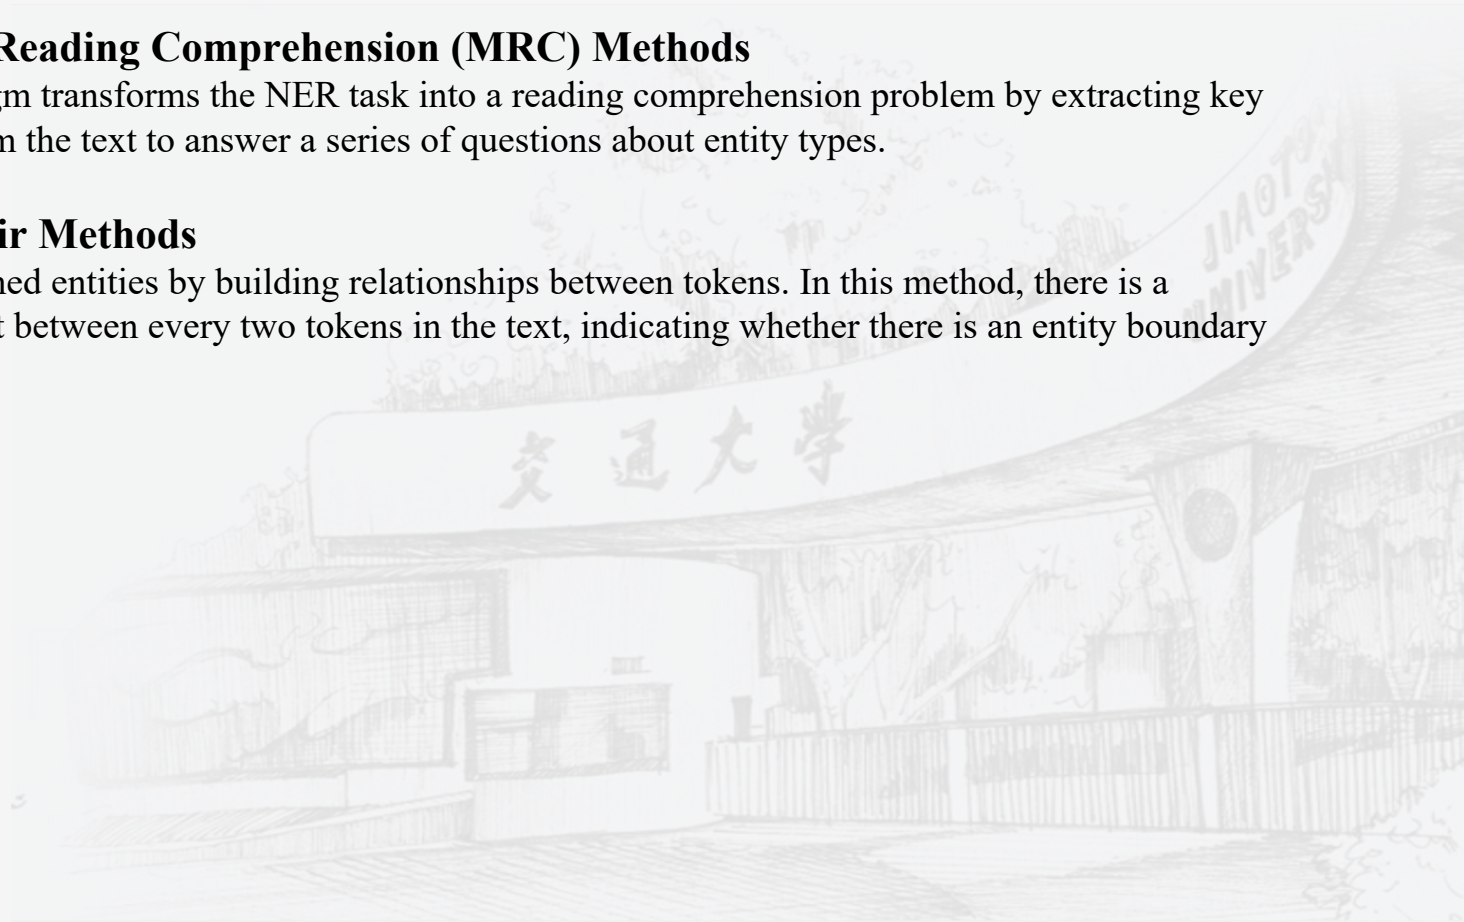 Reading Comprehension (MRC) Methods
gm transforms the NER task into a reading comprehension problem by extracting key
m the text to answer a series of questions about entity types.
ir Methods
ned entities by building relationships between tokens. In this method, there is a
t between every two tokens in the text, indicating whether there is an entity boundary
交通大學
JIAOT
UNIVERSI